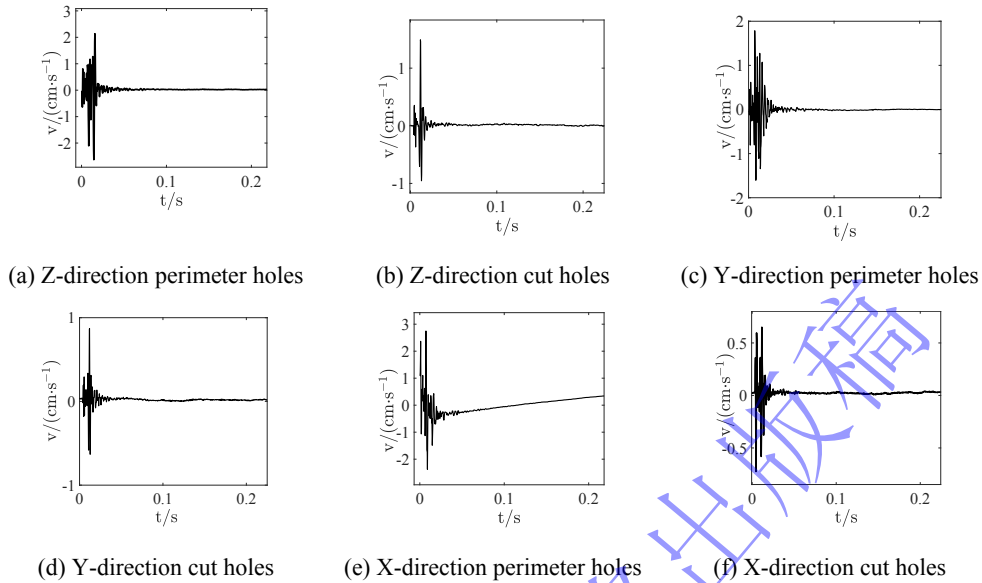 3
2
1
0
-1
-2
v/(cm·s⁻¹)
0 0.1 0.2
t/s
(a) Z-direction perimeter holes
1
0
-1
v/(cm·s⁻¹)
0 0.1 0.2
t/s
(b) Z-direction cut holes
2
1
0
-1
-2
v/(cm·s⁻¹)
0 0.1 0.2
t/s
(c) Y-direction perimeter holes
1
0
-1
v/(cm·s⁻¹)
0 0.1 0.2
t/s
(d) Y-direction cut holes
3
2
1
0
-1
-2
v/(cm·s⁻¹)
0 0.1 0.2
t/s
(e) X-direction perimeter holes
0.5
0
-0.5
v/(cm·s⁻¹)
0 0.1 0.2
t/s
(f) X-direction cut holes
出版稿